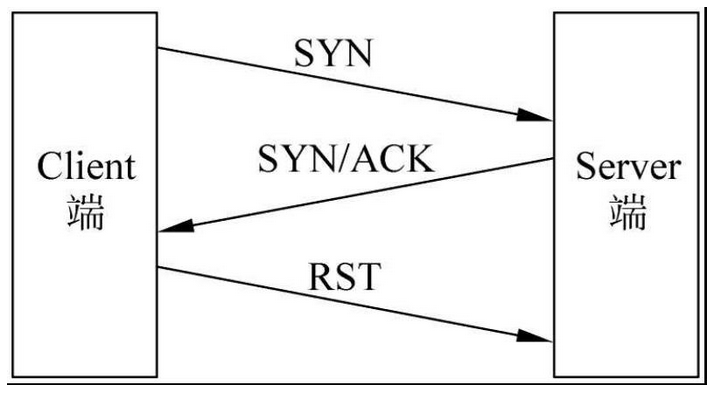 SYN
SYN/ACK
Client
端
Server
端
RST